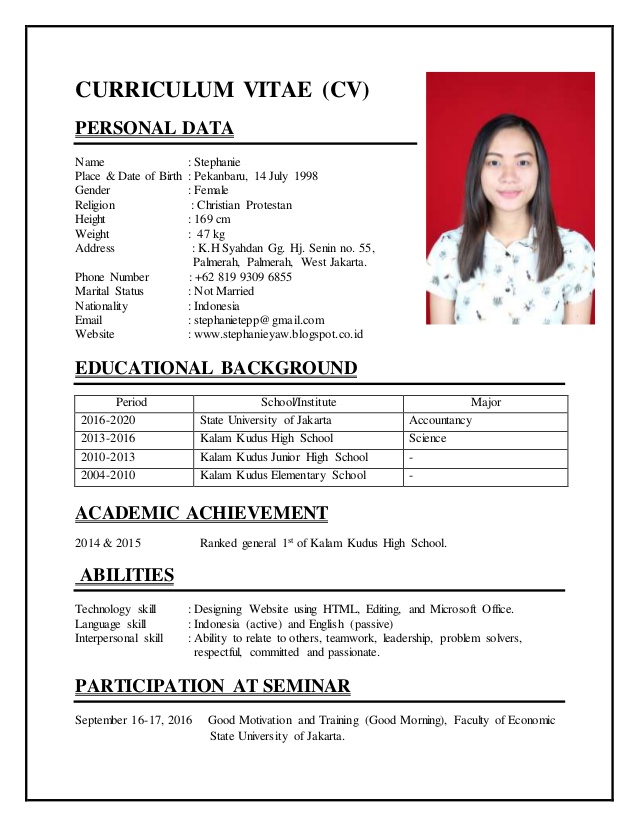 CURRICULUM VITAE (CV)
PERSONAL DATA
Name : Stephanie
Place & Date of Birth : Pekanbaru, 14 July 1998
Gender : Female
Religion : Christian Protestan
Height : 169 cm
Weight : 47 kg
Address : K.H Syahdan Gg. Hj. Senin no. 55,
Palmerah, Palmerah, West Jakarta.
Phone Number : +62 819 9309 6855
Marital Status : Not Married
Nationality : Indonesia
Email : stephanietepp@gmail.com
Website : www.stephanieyaw.blogspot.co.id
EDUCATIONAL BACKGROUND
Period School/Institute Major
2016-2020 State University of Jakarta Accountancy
2013-2016 Kalam Kudus High School Science
2010-2013 Kalam Kudus Junior High School -
2004-2010 Kalam Kudus Elementary School -
ACADEMIC ACHIEVEMENT
2014 & 2015 Ranked general 1st of Kalam Kudus High School.
ABILITIES
Technology skill : Designing Website using HTML, Editing, and Microsoft Office.
Language skill : Indonesia (active) and English (passive)
Interpersonal skill : Ability to relate to others, teamwork, leadership, problem solvers,
respectful, committed and passionate.
PARTICIPATION AT SEMINAR
September 16-17, 2016 Good Motivation and Training (Good Morning), Faculty of Economic
State University of Jakarta.